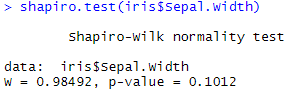 > shapiro.test(iris$Sepal.Width)
Shapiro-Wilk normality test
data:  iris$Sepal.Width
W = 0.98492, p-value = 0.1012